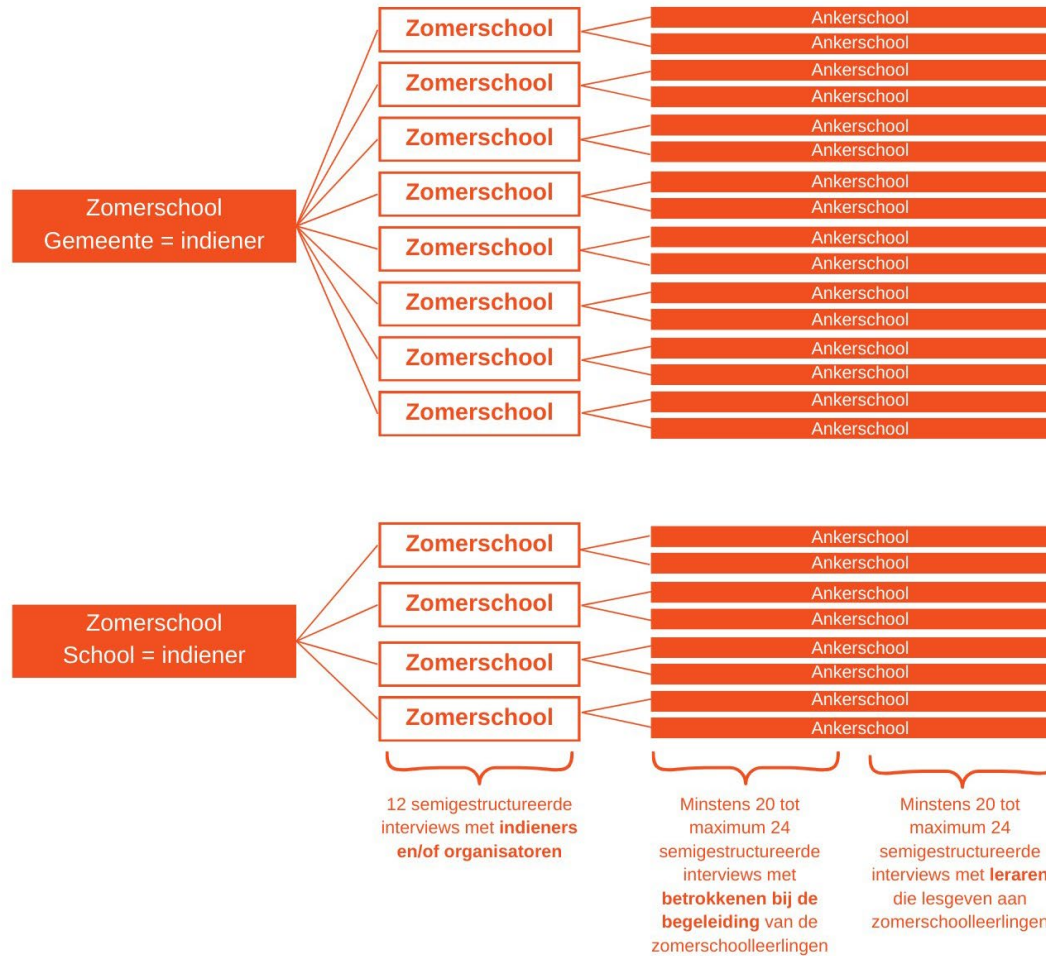 Zomerschool
Gemeente = indiener
Zomerschool
Ankerschool
Ankerschool
Zomerschool
Ankerschool
Ankerschool
Zomerschool
Ankerschool
Ankerschool
Zomerschool
Ankerschool
Ankerschool
Zomerschool
Ankerschool
Ankerschool
Zomerschool
Ankerschool
Ankerschool
Zomerschool
Ankerschool
Ankerschool
Zomerschool
Ankerschool
Ankerschool
Zomerschool
School = indiener
Zomerschool
Ankerschool
Ankerschool
Zomerschool
Ankerschool
Ankerschool
Zomerschool
Ankerschool
Ankerschool
Zomerschool
Ankerschool
Ankerschool
12 semigestructureerde
interviews met indieners
en/of organisatoren
Minstens 20 tot
maximum 24
semigestructureerde
interviews met
betrokkenen bij de
begeleiding van de
zomerschoolleerlingen
Minstens 20 tot
maximum 24
semigestructureerde
interviews met leraren
die lesgeven aan
zomerschoolleerlingen